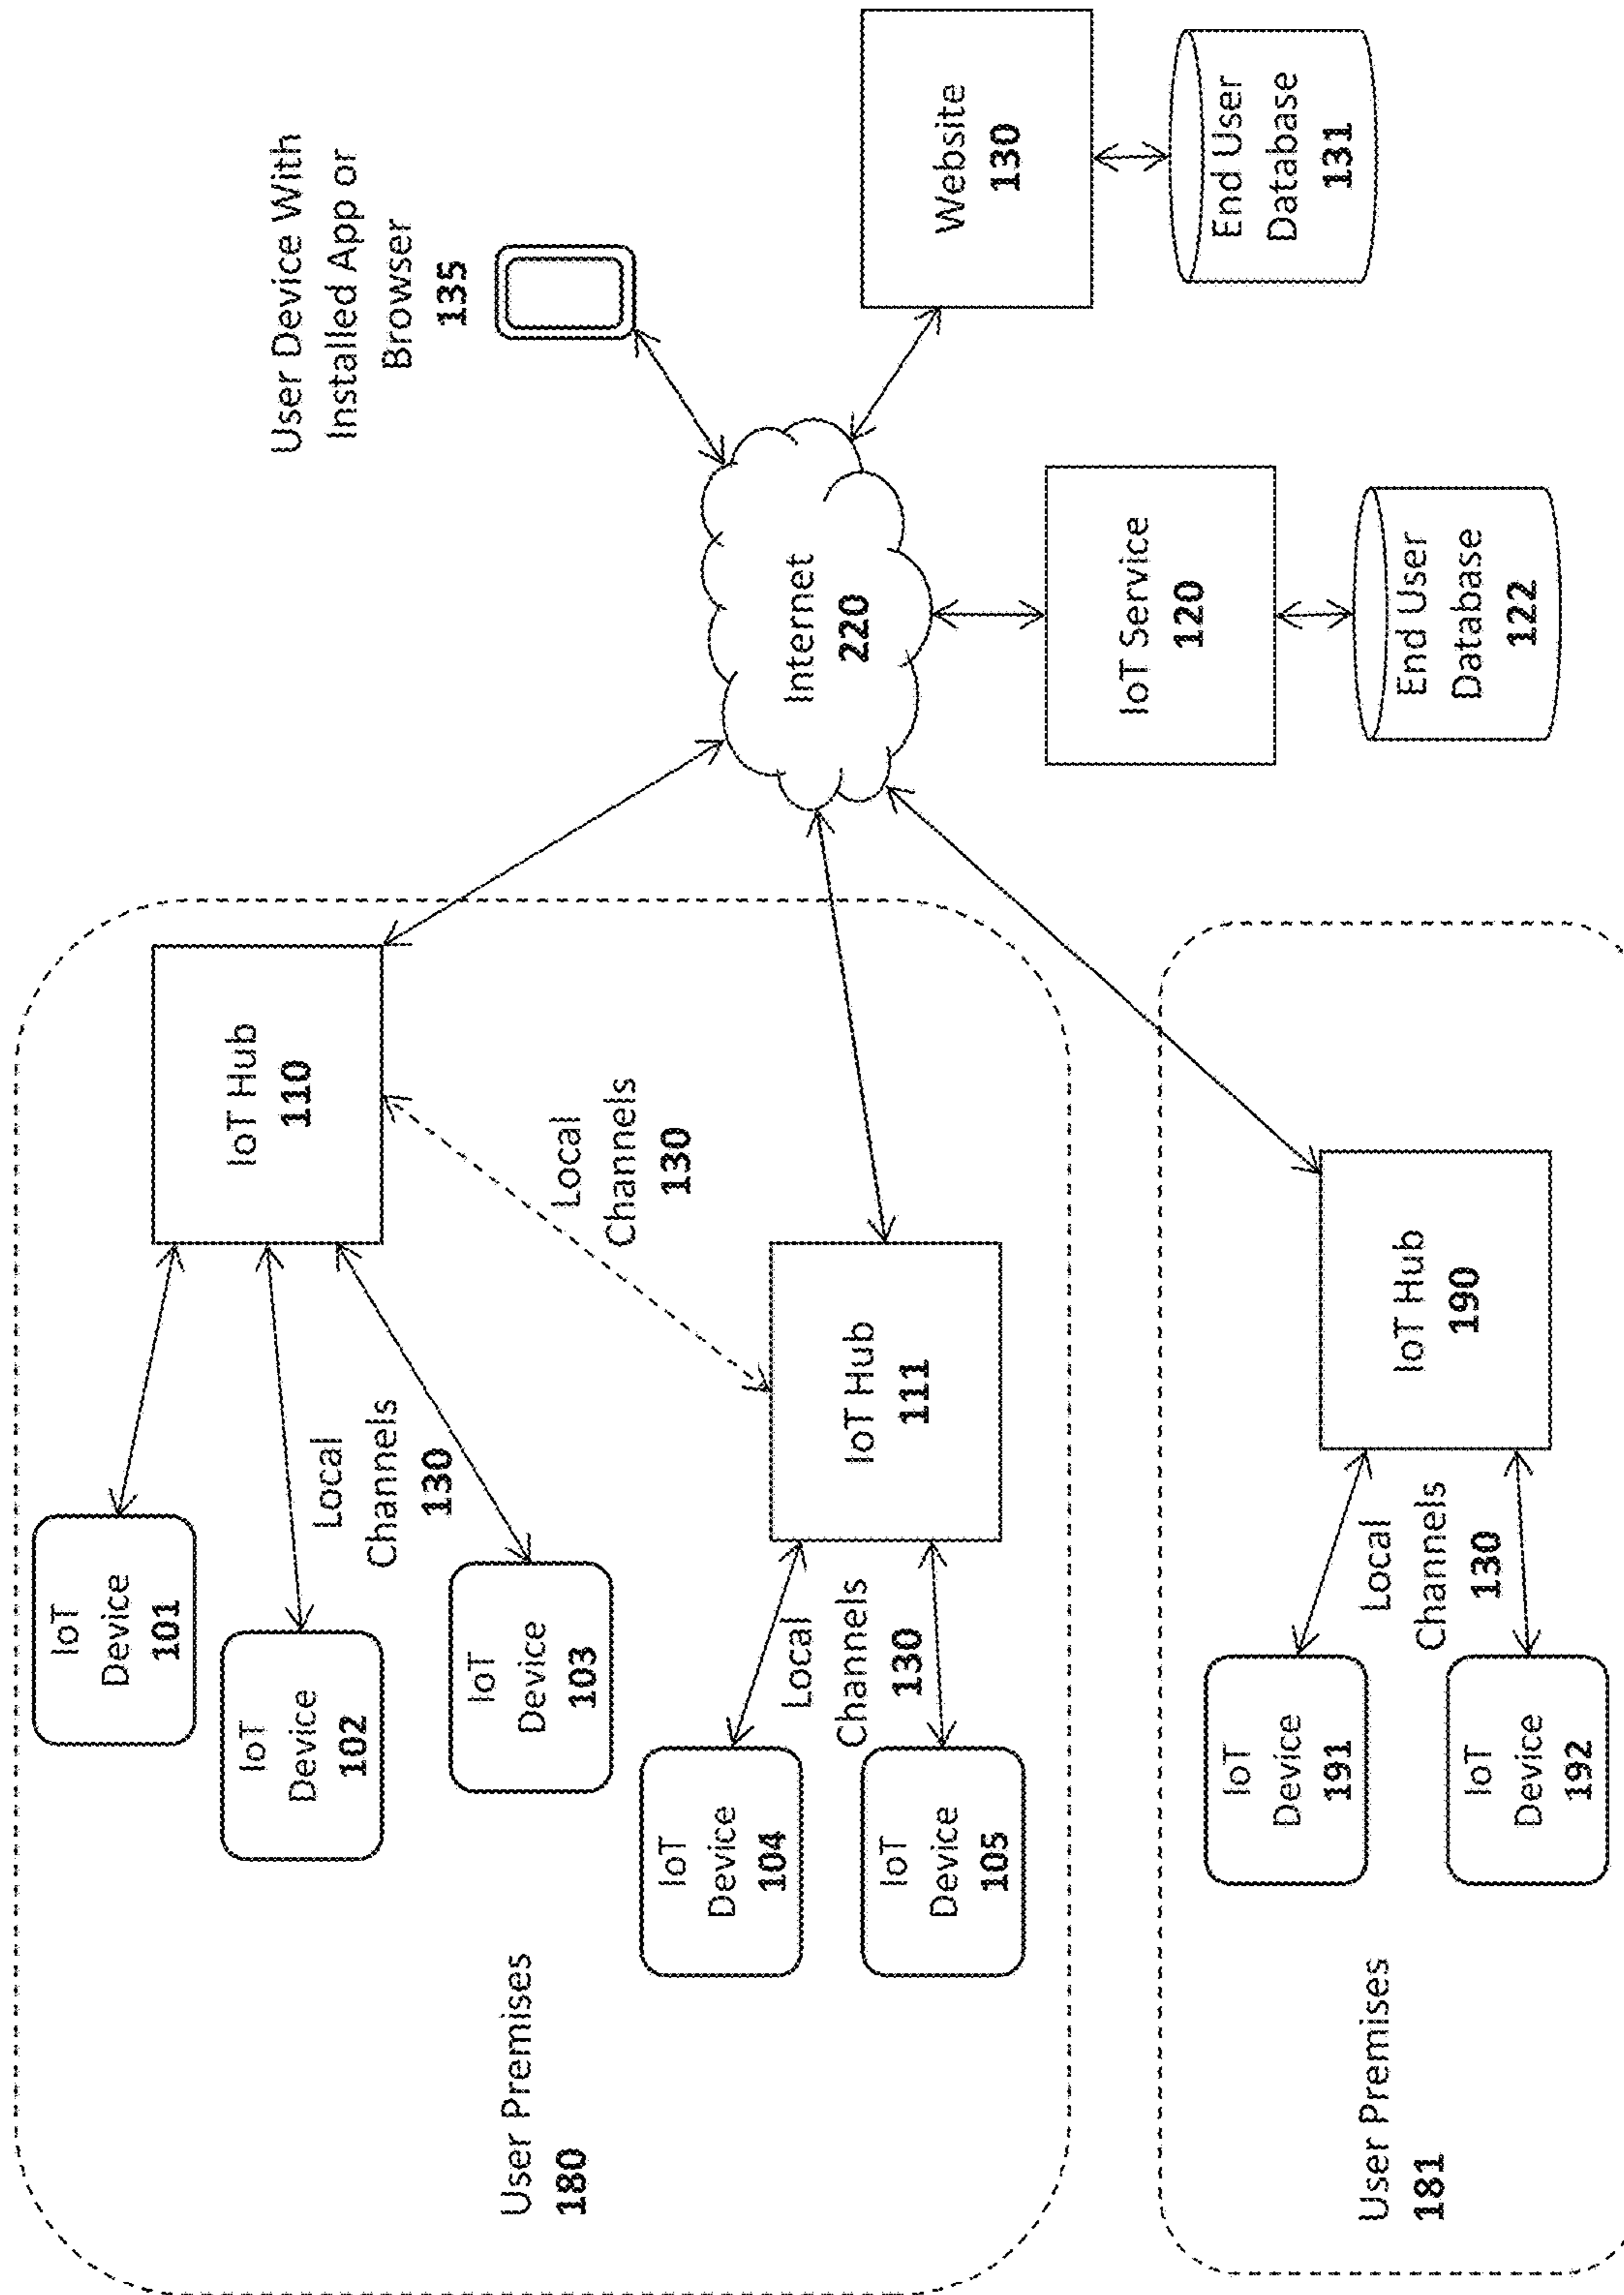 User Premises
180
IoT
Device
101
IoT
Device
102
IoT
Device
103
IoT
Device
104
IoT
Device
105
Local
Channels
130
Local
Channels
130
IoT Hub
110
IoT Hub
111
Local
Channels
130
User Premises
181
IoT
Device
191
IoT
Device
192
Local
Channels
130
IoT Hub
190
Internet
220
User Device With
Installed App or
Browser
135
IoT Service
120
End User
Database
122
Website
130
End User
Database
131